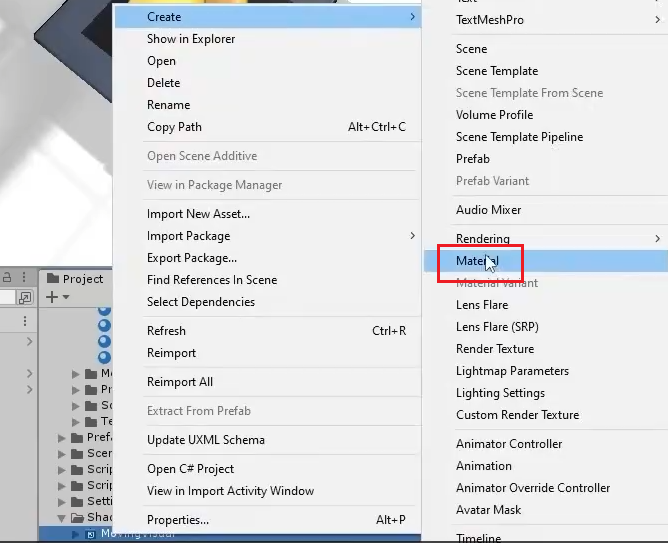 Create
Show in Explorer
Open
Delete
Rename
Copy Path Alt+Ctrl+C
Open Scene Additive
View in Package Manager
Import New Asset...
Import Package
Export Package...
Find References In Scene
Select Dependencies
Refresh Ctrl+R
Reimport
Reimport All
Extract From Prefab
Update UXML Schema
Open C# Project
View in Import Activity Window
Properties... Alt+P
TextMeshPro
Scene
Scene Template
Scene Template From Scene
Volume Profile
Scene Template Pipeline
Prefab
Prefab Variant
Audio Mixer
Rendering
Material
Material Variant
Lens Flare
Lens Flare (SRP)
Render Texture
Lightmap Parameters
Lighting Settings
Custom Render Texture
Animator Controller
Animation
Animator Override Controller
Avatar Mask
Timeline
Project
M
Pr
Sc
Te
Pref
Scen
Scrip
Scrip
Setti
Shad
MovingVisual